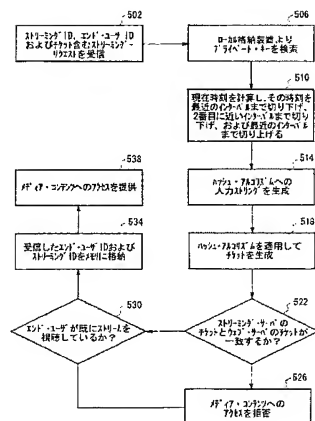 502
ストリーミングID、エンド・ユーザID
およびチケット含むストリーミング・
リクエストを受信
506
ローカル格納装置より
プライベート・キーを検索
510
現在時刻を計算し、その時刻を
最近のインターバルまで切り下げ、
2番目に近いインターバルまで切り
下げ、および最近のインターバル
まで切り上げる
514
ハッシュ・アルゴリズムへの
入力ストリングを生成
518
ハッシュ・アルゴリズムを適用して
チケットを生成
522
ストリーミング・サーバの
チケットとウェブ・サーバのチケットが
一致するか?
526
メディア・コンテンツへの
アクセスを拒否
530
エンド・ユーザが既にストリームを
視聴しているか?
534
受信したエンド・ユーザIDおよび
ストリーミングIDをメモリに格納
538
メディア・コンテンツへのアクセスを提供